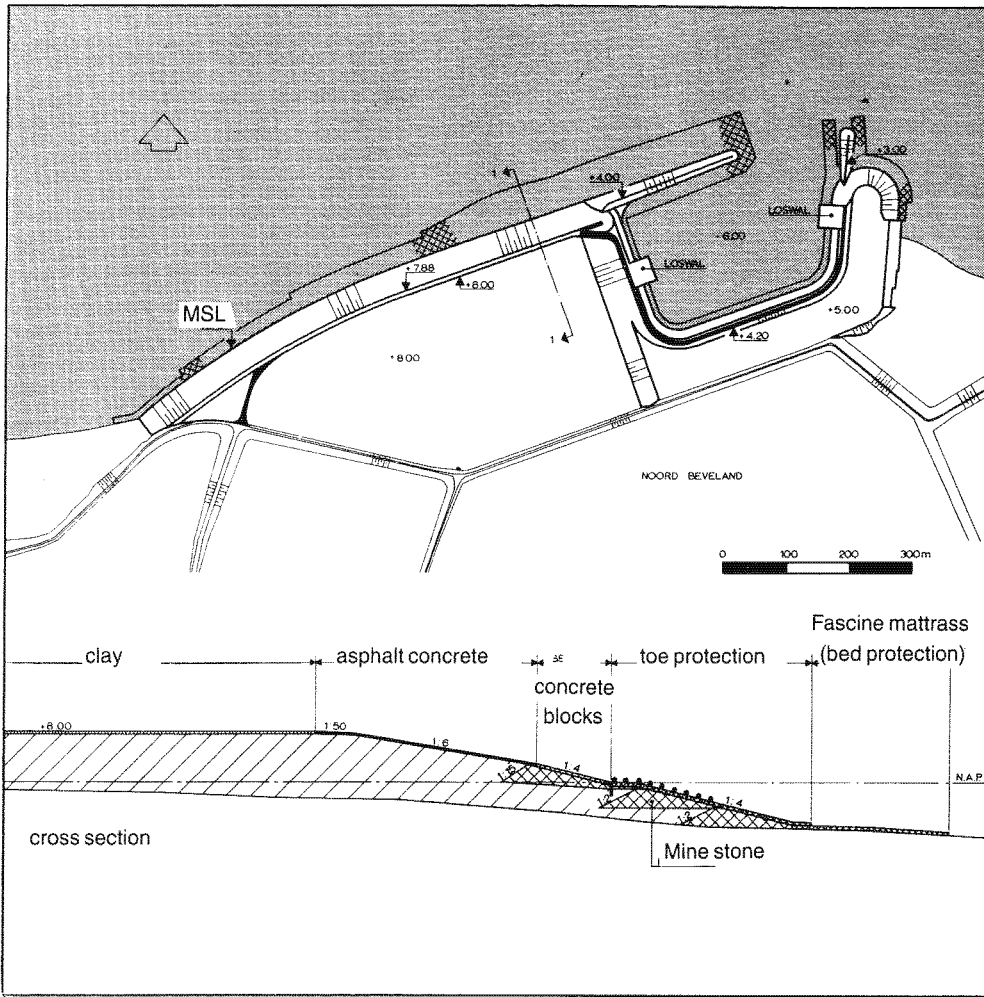 1
+4.00
+3.00
LOSWAL
-6.00
LOSWAL
+7.88
+8.00
MSL
+5.00
1
+4.20
+8.00
NOORD BEVELAND
0 100 200 300m
Fascine mattrass
(bed protection)
clay
asphalt concrete
toe protection
concrete
blocks
+8.00
1:50
1:6
1:4
1:4
N.A.P.
cross section
Mine stone